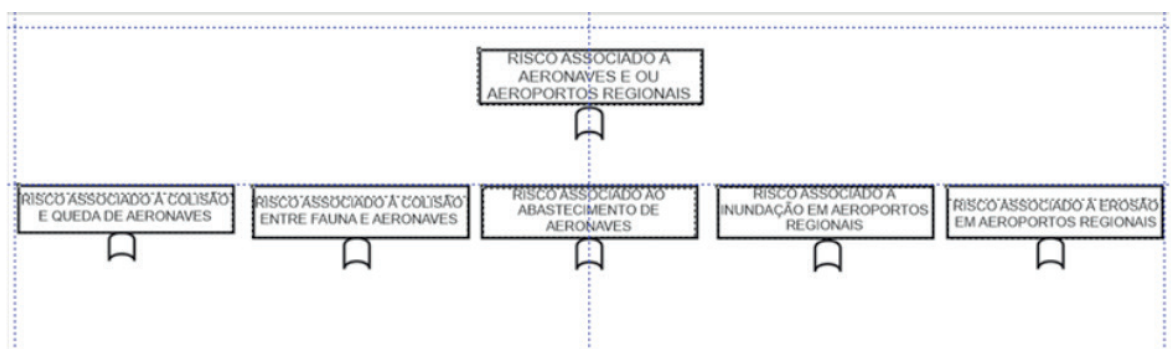 RISCO ASSOCIADO A
AERONAVES E OU
AEROPORTOS REGIONAIS
RISCO ASSOCIADO À COLISÃO
E QUEDA DE AERONAVES
RISCO ASSOCIADO À COLISÃO
ENTRE FAUNA E AERONAVES
RISCO ASSOCIADO AO
ABASTECIMENTO DE
AERONAVES
RISCO ASSOCIADO A
INUNDAÇÃO EM AEROPORTOS
REGIONAIS
RISCO ASSOCIADO À EROSÃO
EM AEROPORTOS REGIONAIS